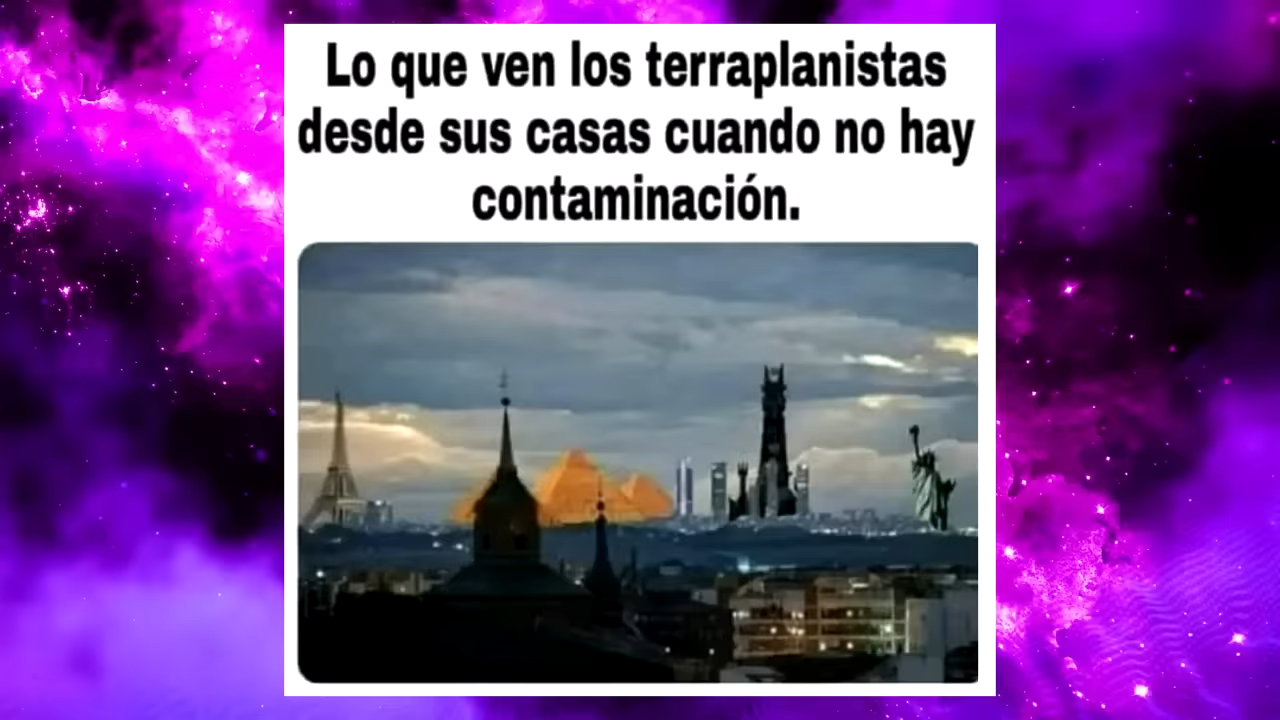 Lo que ven los terraplanistas
desde sus casas cuando no hay
contaminación.